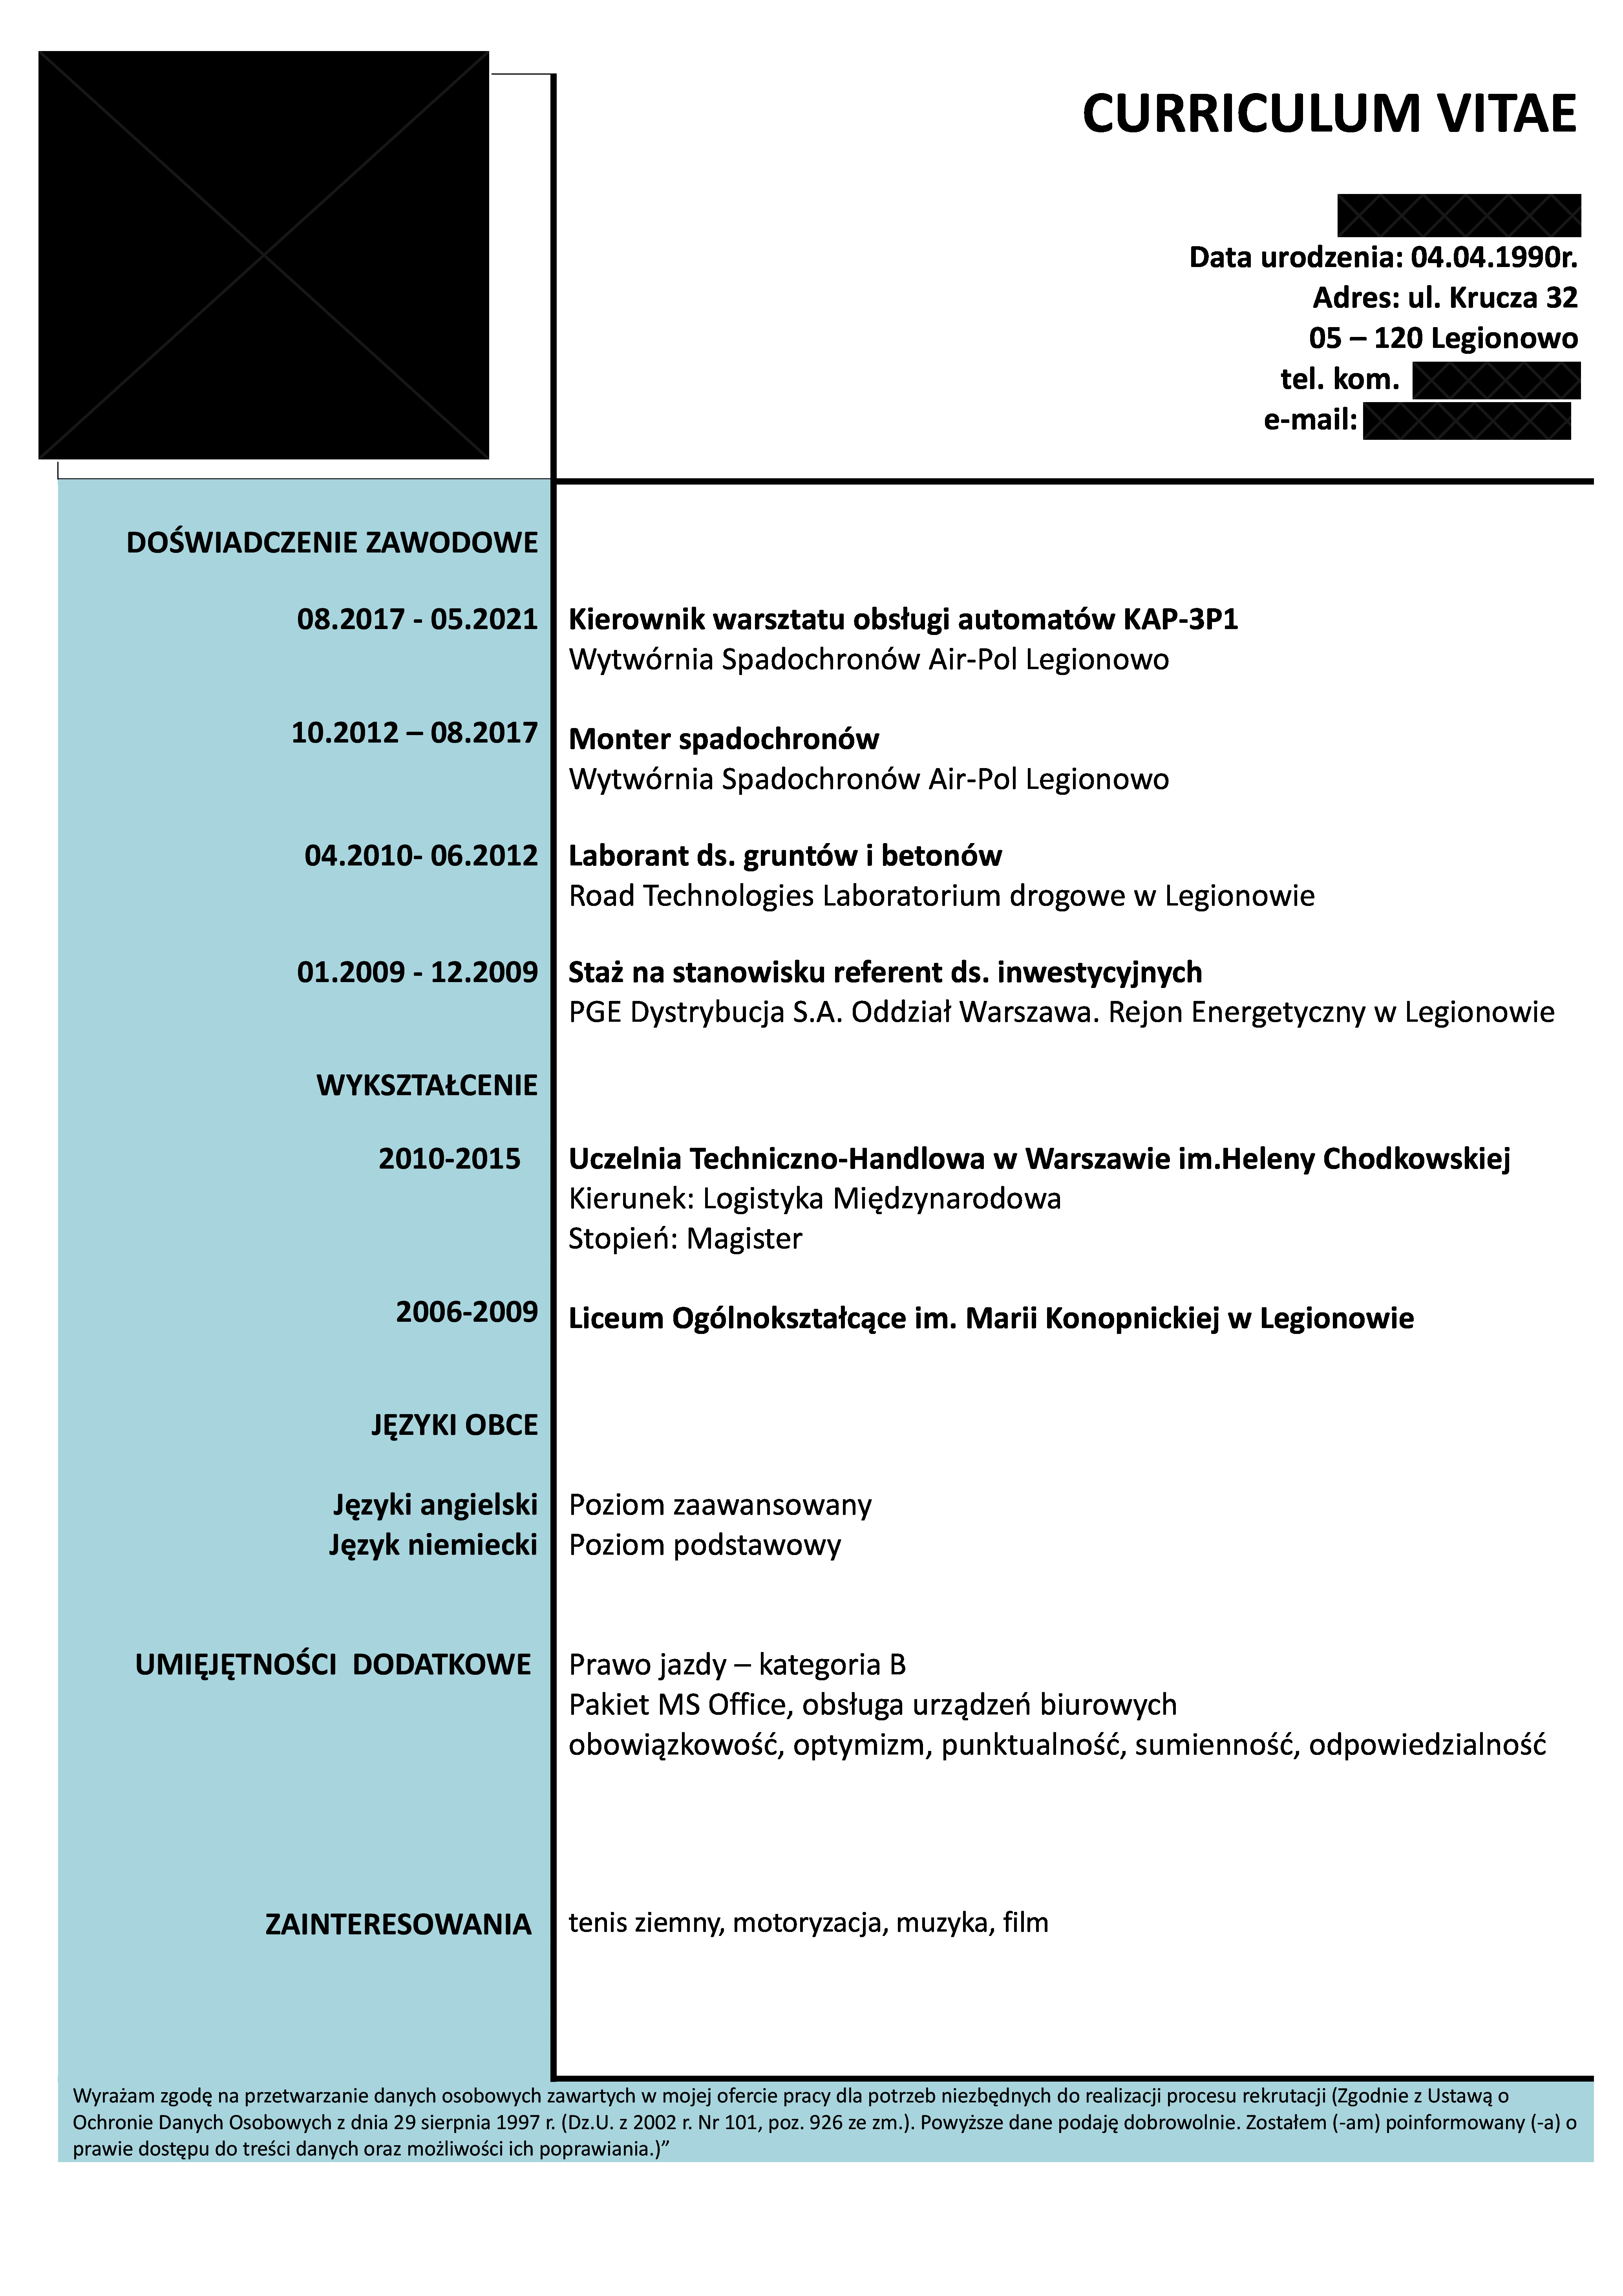 CURRICULUM VITAE
Data urodzenia: 04.04.1990r.
Adres: ul. Krucza 32
05 – 120 Legionowo
tel. kom.
e-mail:
DOŚWIADCZENIE ZAWODOWE
08.2017 - 05.2021 Kierownik warsztatu obsługi automatów KAP-3P1
Wytwórnia Spadochronów Air-Pol Legionowo
10.2012 – 08.2017 Monter spadochronów
Wytwórnia Spadochronów Air-Pol Legionowo
04.2010- 06.2012 Laborant ds. gruntów i betonów
Road Technologies Laboratorium drogowe w Legionowie
01.2009 - 12.2009 Staż na stanowisku referent ds. inwestycyjnych
PGE Dystrybucja S.A. Oddział Warszawa. Rejon Energetyczny w Legionowie
WYKSZTAŁCENIE
2010-2015 Uczelnia Techniczno-Handlowa w Warszawie im.Heleny Chodkowskiej
Kierunek: Logistyka Międzynarodowa
Stopień: Magister
2006-2009 Liceum Ogólnokształcące im. Marii Konopnickiej w Legionowie
JĘZYKI OBCE
Języki angielski Poziom zaawansowany
Język niemiecki Poziom podstawowy
UMIĘJĘTNOŚCI DODATKOWE Prawo jazdy – kategoria B
Pakiet MS Office, obsługa urządzeń biurowych
obowiązkowość, optymizm, punktualność, sumienność, odpowiedzialność
ZAINTERESOWANIA tenis ziemny, motoryzacja, muzyka, film
Wyrażam zgodę na przetwarzanie danych osobowych zawartych w mojej ofercie pracy dla potrzeb niezbędnych do realizacji procesu rekrutacji (Zgodnie z Ustawą o
Ochronie Danych Osobowych z dnia 29 sierpnia 1997 r. (Dz.U. z 2002 r. Nr 101, poz. 926 ze zm.). Powyższe dane podaję dobrowolnie. Zostałem (-am) poinformowany (-a) o
prawie dostępu do treści danych oraz możliwości ich poprawiania.)”